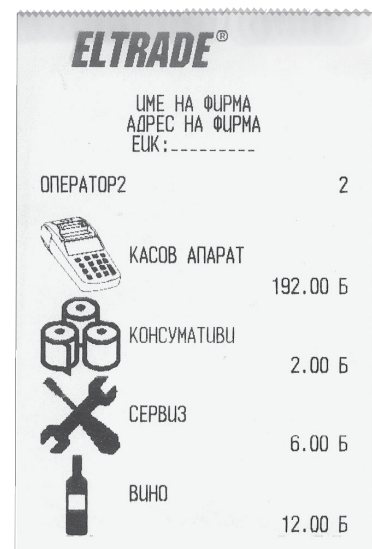 ELTRADE®
ИМЕ НА ФИРМА
АДРЕС НА ФИРМА
ЕИК:_________
ОПЕРАТОР2 2
КАСОВ АПАРАТ
192.00 Б
КОНСУМАТИВИ
2.00 Б
СЕРВИЗ
6.00 Б
ВИНО
12.00 Б